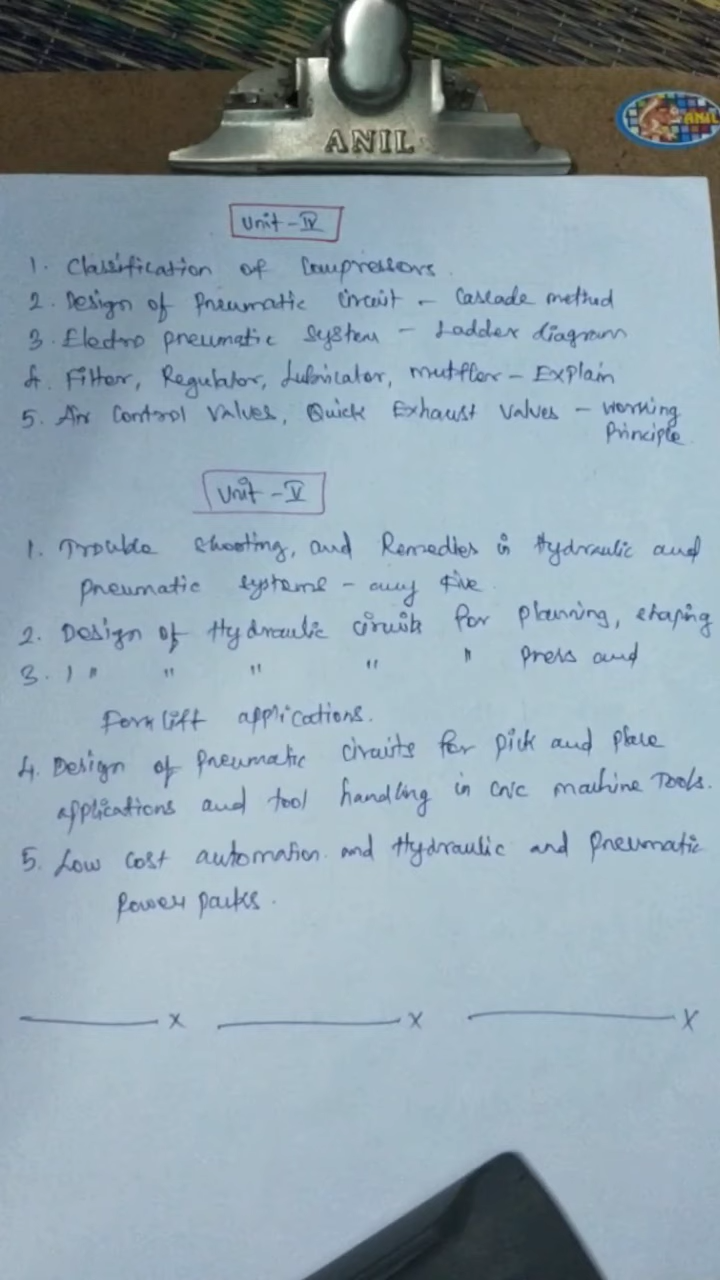 ANIL
ANIL
Unit - IV
1. Classification of Compressors.
2. Design of Pneumatic Circuit - Cascade method
3. Electro pneumatic System - Ladder diagram
4. Filter, Regulator, Lubricator, mutfler - Explain
5. Air Control Valves, Quick Exhaust Valves - Working
Principle.
Unit - V
1. Trouble shooting, and Remedies in Hydraulic and
Pneumatic systems - any five.
2. Design of Hydraulic circuits for planning, shaping
3. " " " " " Press and
Fork lift applications.
4. Design of Pneumatic circuits for pick and place
applications and tool handling in CNC machine Tools.
5. Low cost automation and Hydraulic and Pneumatic
Power packs.
x x x